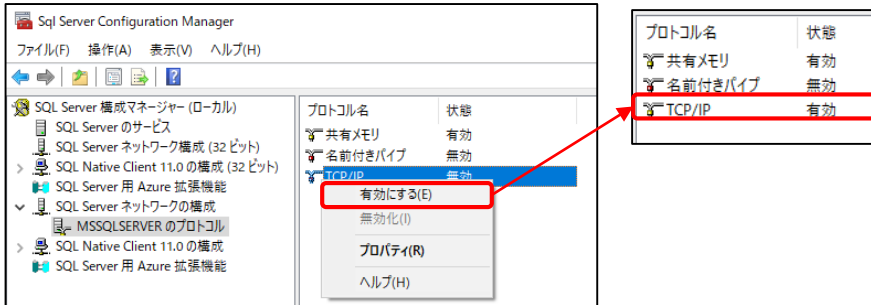 Sql Server Configuration Manager
ファイル(F) 操作(A) 表示(V) ヘルプ(H)
SQL Server 構成マネージャー (ローカル)
SQL Server のサービス
SQL Server ネットワーク構成 (32 ビット)
SQL Native Client 11.0 の構成 (32 ビット)
SQL Server 用 Azure 拡張機能
SQL Server ネットワークの構成
MSSQLSERVER のプロトコル
SQL Native Client 11.0 の構成
SQL Server 用 Azure 拡張機能
プロトコル名 状態
共有メモリ 有効
名前付きパイプ 無効
TCP/IP 無効
有効にする(E)
無効化(I)
プロパティ(R)
ヘルプ(H)
プロトコル名 状態
共有メモリ 有効
名前付きパイプ 無効
TCP/IP 有効